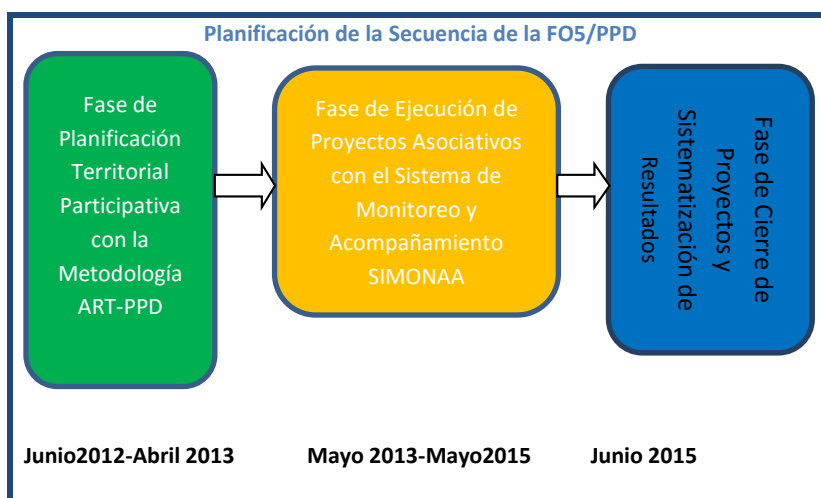 Planificación de la Secuencia de la FO5/PPD
Fase de
Planificación
Territorial
Participativa
con la
Metodología
ART-PPD
Fase de Ejecución de
Proyectos Asociativos
con el Sistema de
Monitoreo y
Acompañamiento
SIMONAA
Fase de Cierre de
Proyectos y
Sistematización de
Resultados
Junio2012-Abril 2013
Mayo 2013-Mayo2015
Junio 2015